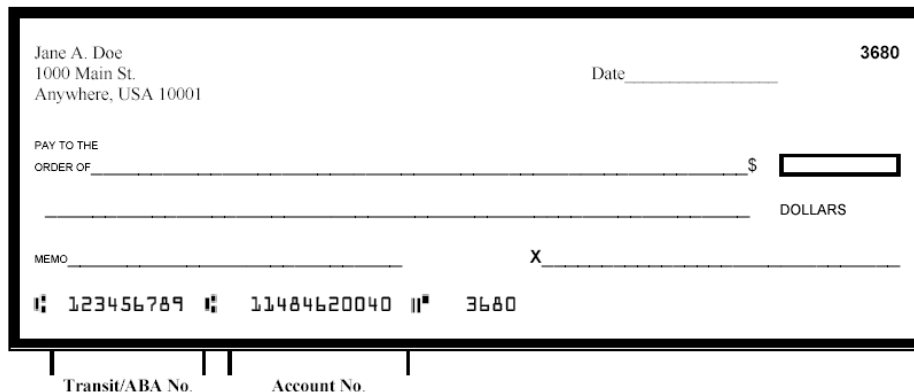 Jane A. Doe 3680
1000 Main St. Date
Anywhere, USA 10001
PAY TO THE
ORDER OF $
DOLLARS
MEMO X
⑆ 123456789 ⑆ 11484620040 ⑈ 3680
Transit/ABA No. Account No.